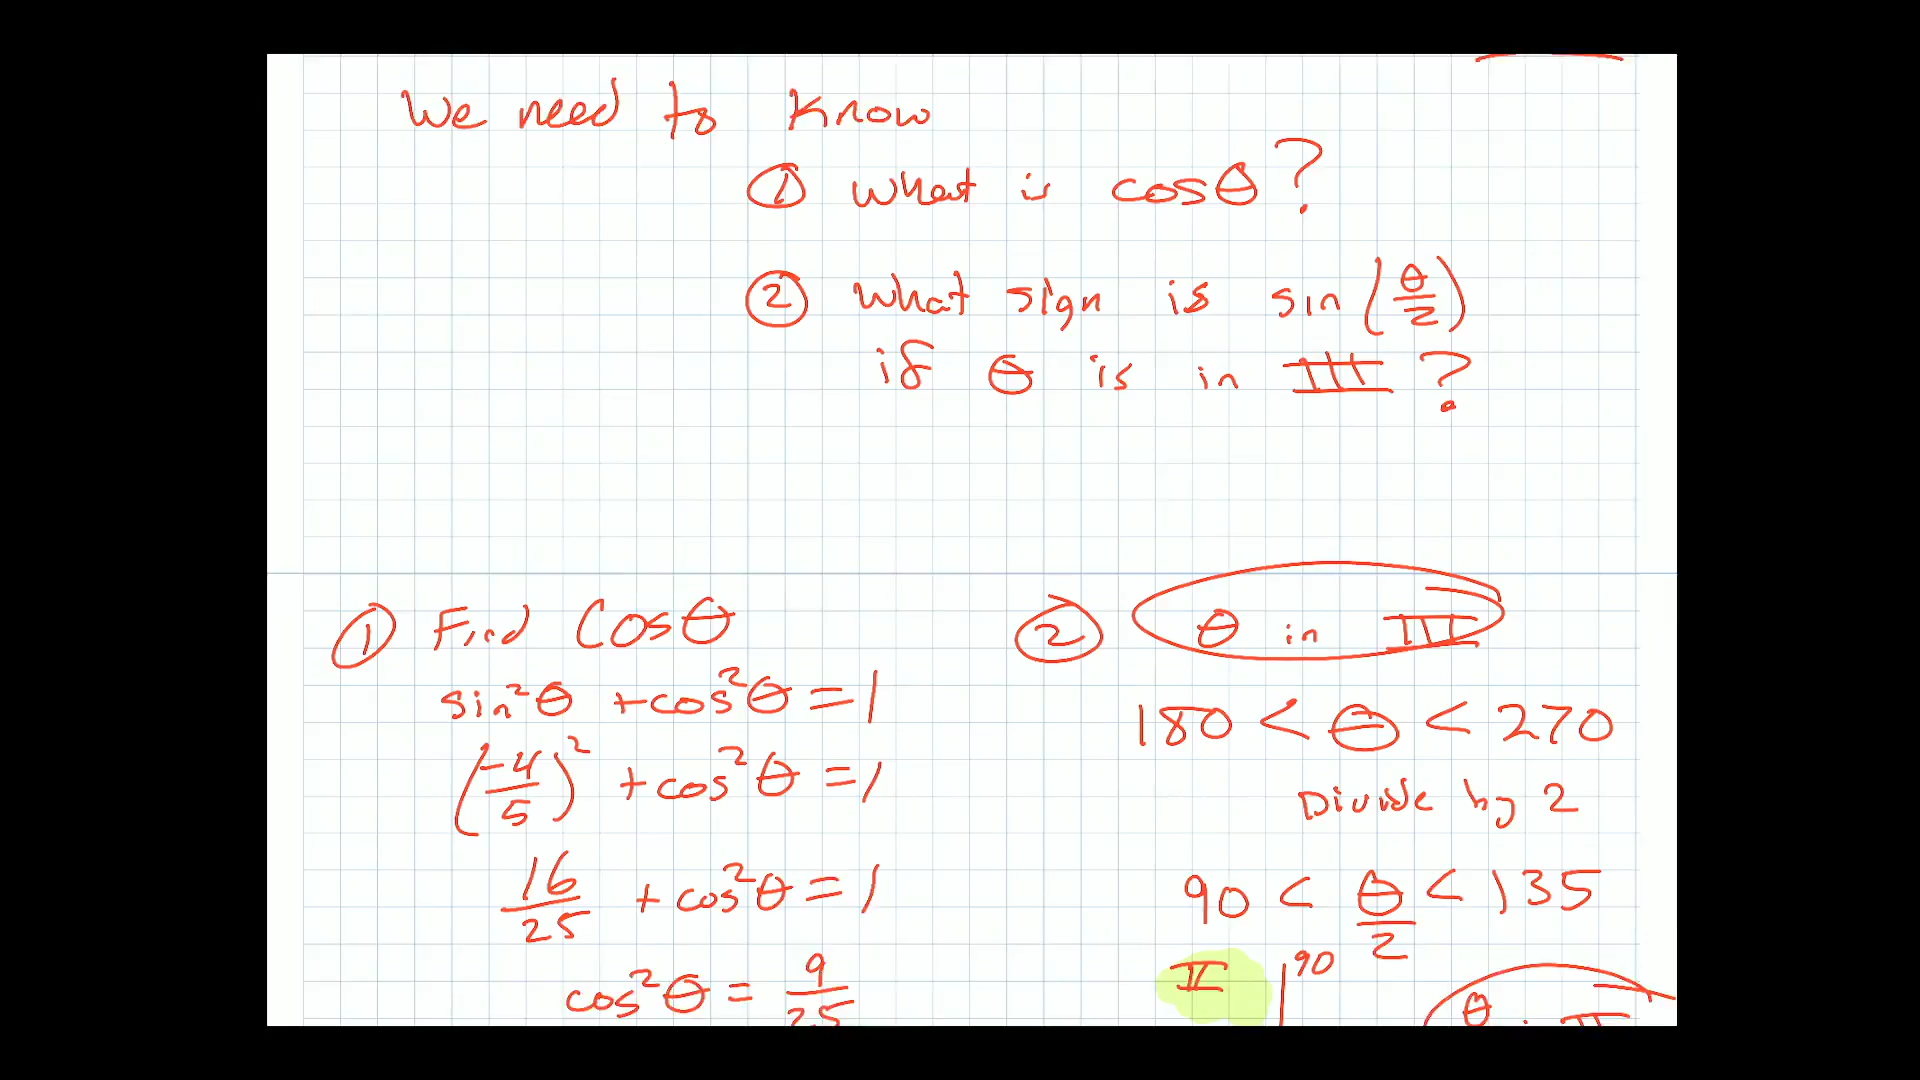 We need to Know
① What is cosθ?
② What sign is sin (θ/2)
if θ is in III ?
① Find Cosθ
sin²θ + cos²θ = 1
(-4/5)² + cos²θ = 1
16/25 + cos²θ = 1
cos²θ = 9/25
② θ in III
180 < θ < 270
Divide by 2
90 < θ/2 < 135
II 90
θ